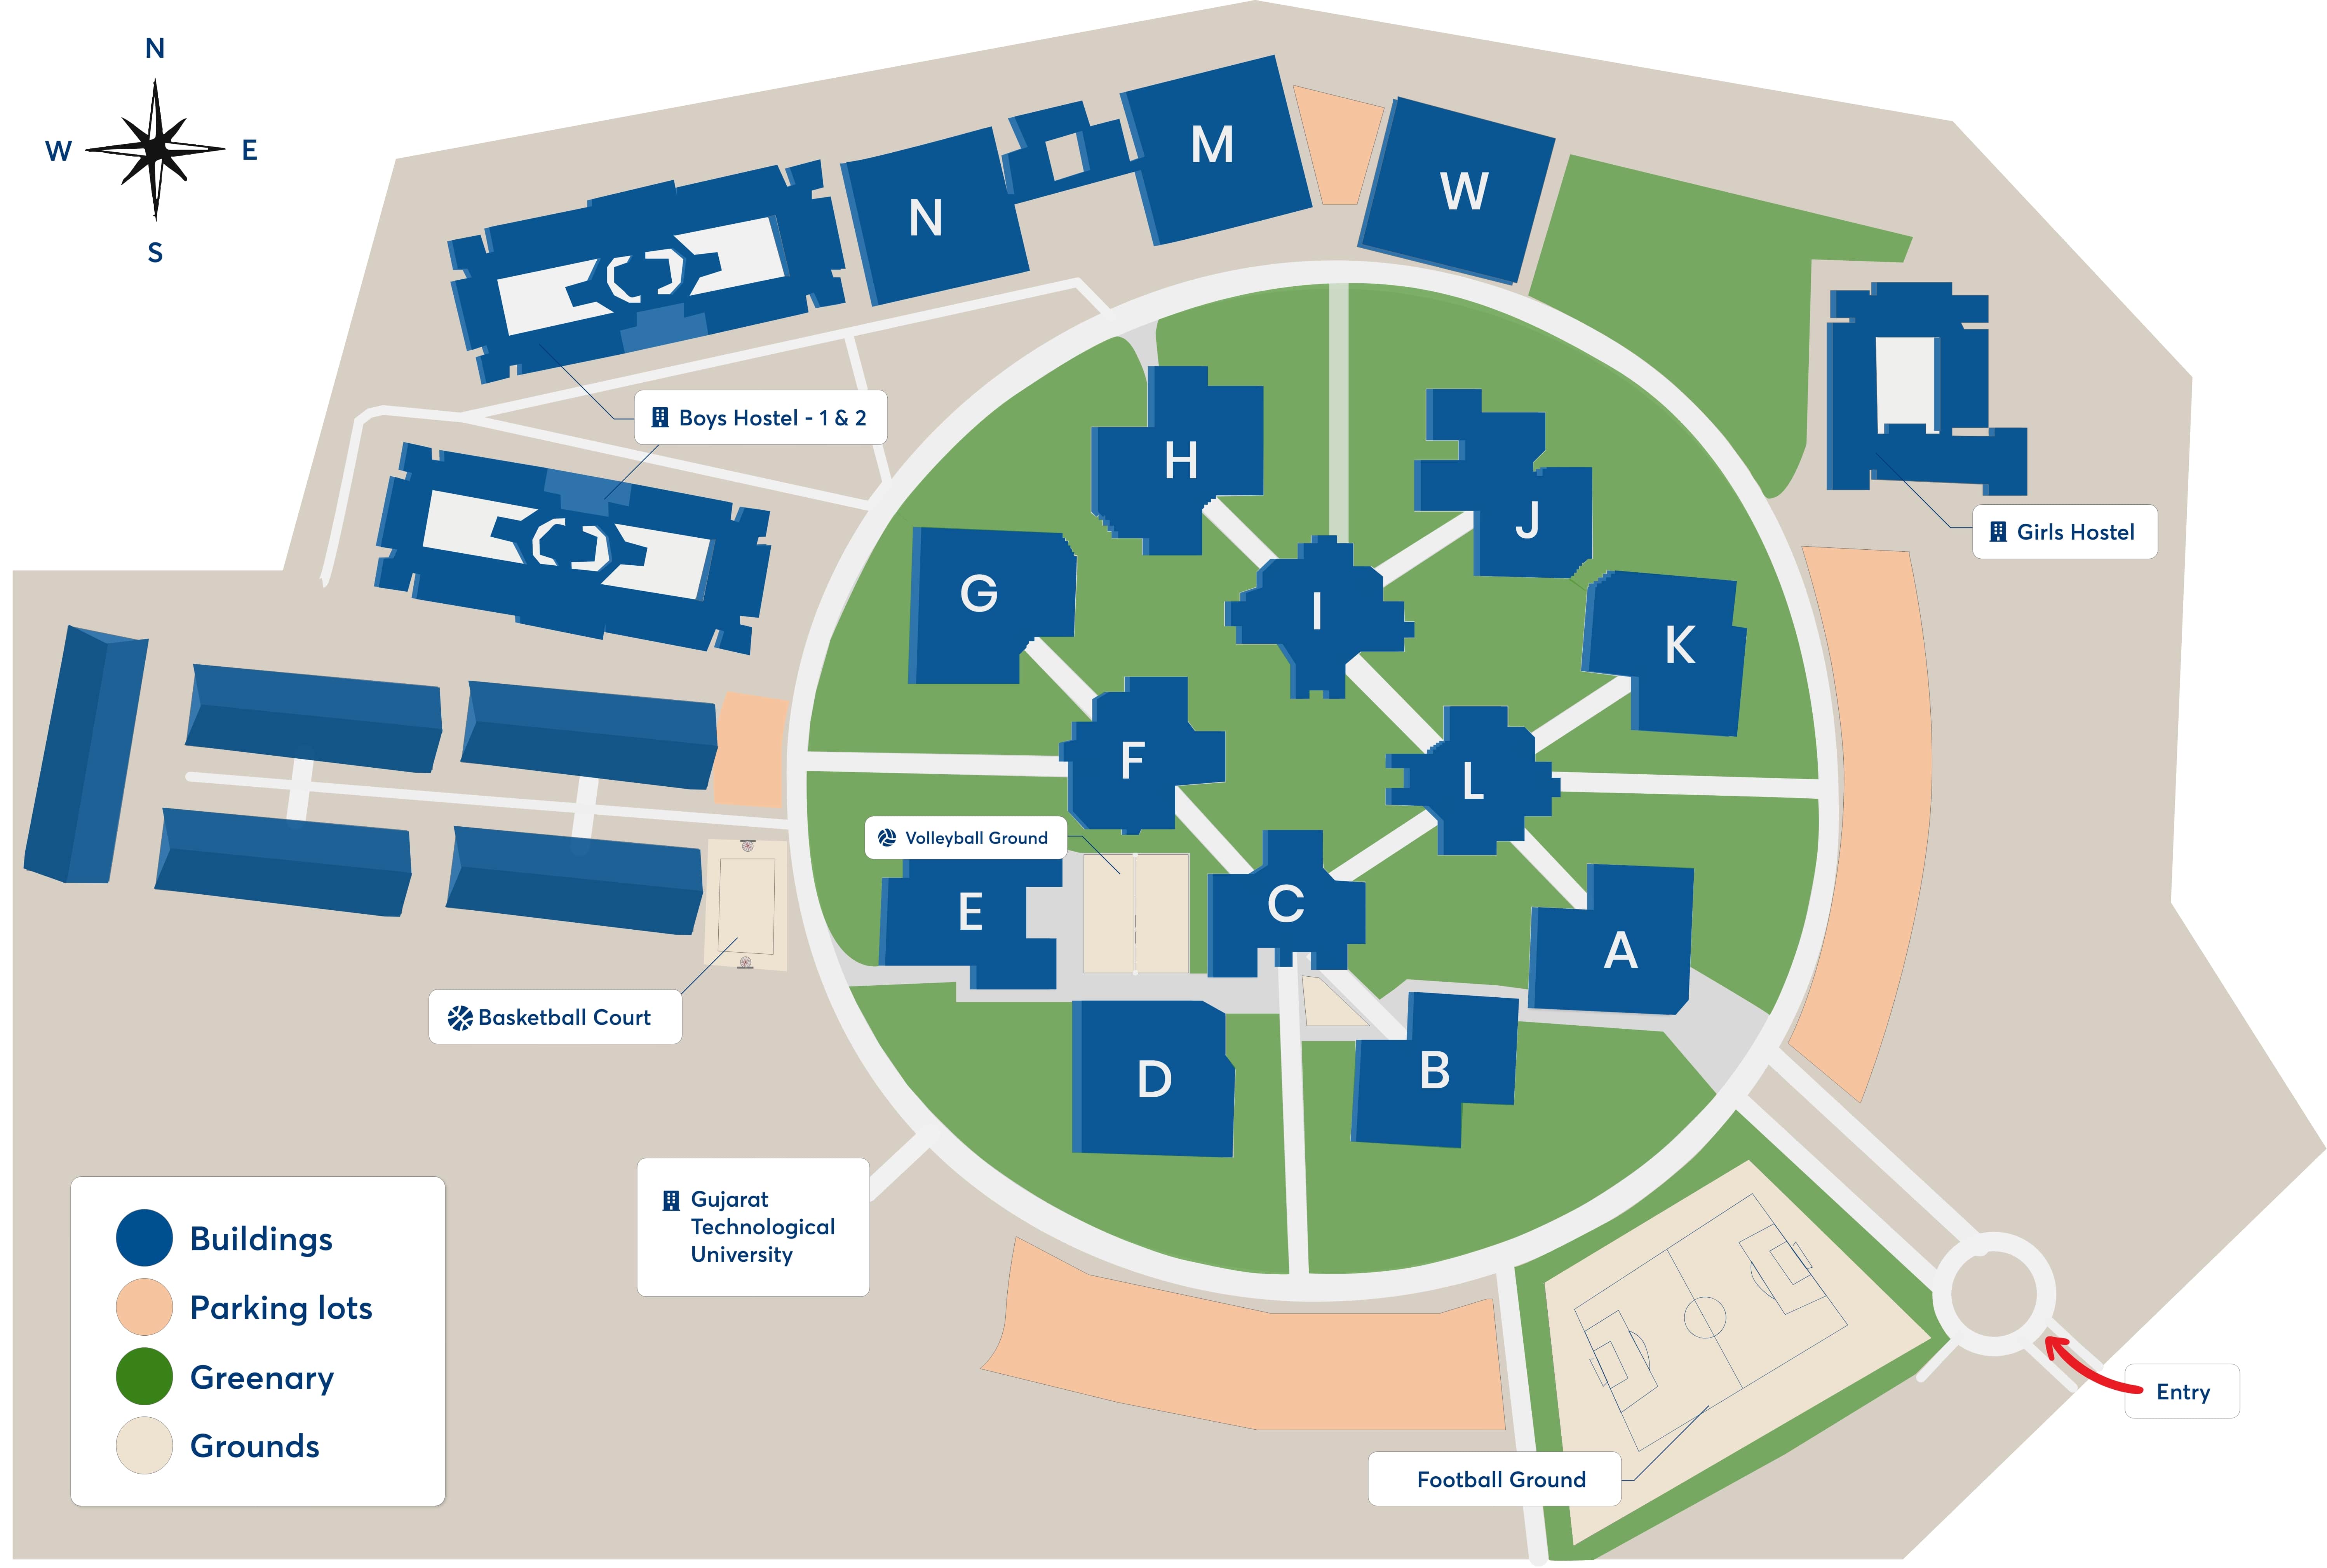 N
W
E
S
M
W
N
Boys Hostel - 1 & 2
H
J
Girls Hostel
G
I
K
F
L
Volleyball Ground
E
C
A
Basketball Court
B
D
Gujarat
Technological
University
Buildings
Parking lots
Greenary
Grounds
Entry
Football Ground